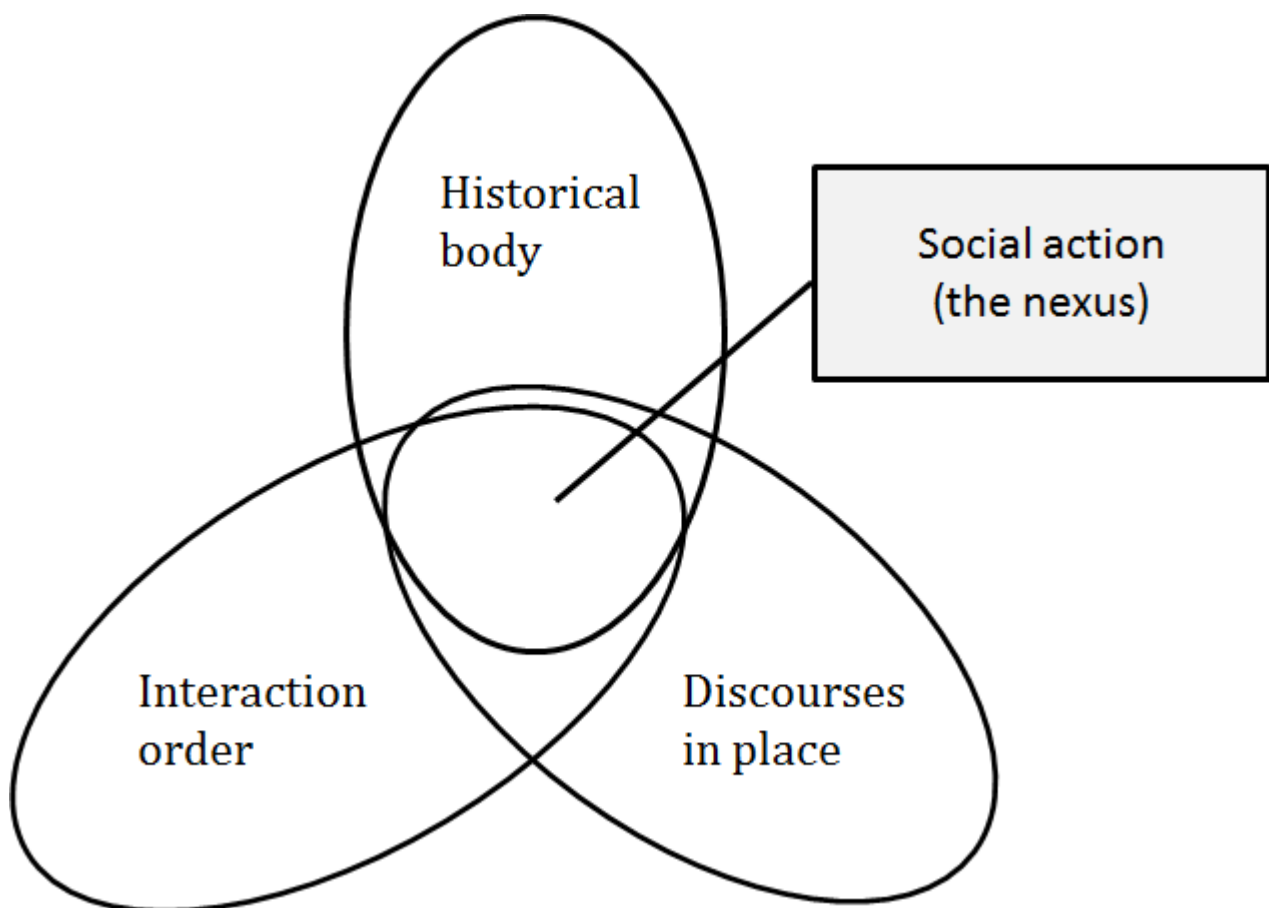 Historical
body
Social action
(the nexus)
Interaction
order
Discourses
in place